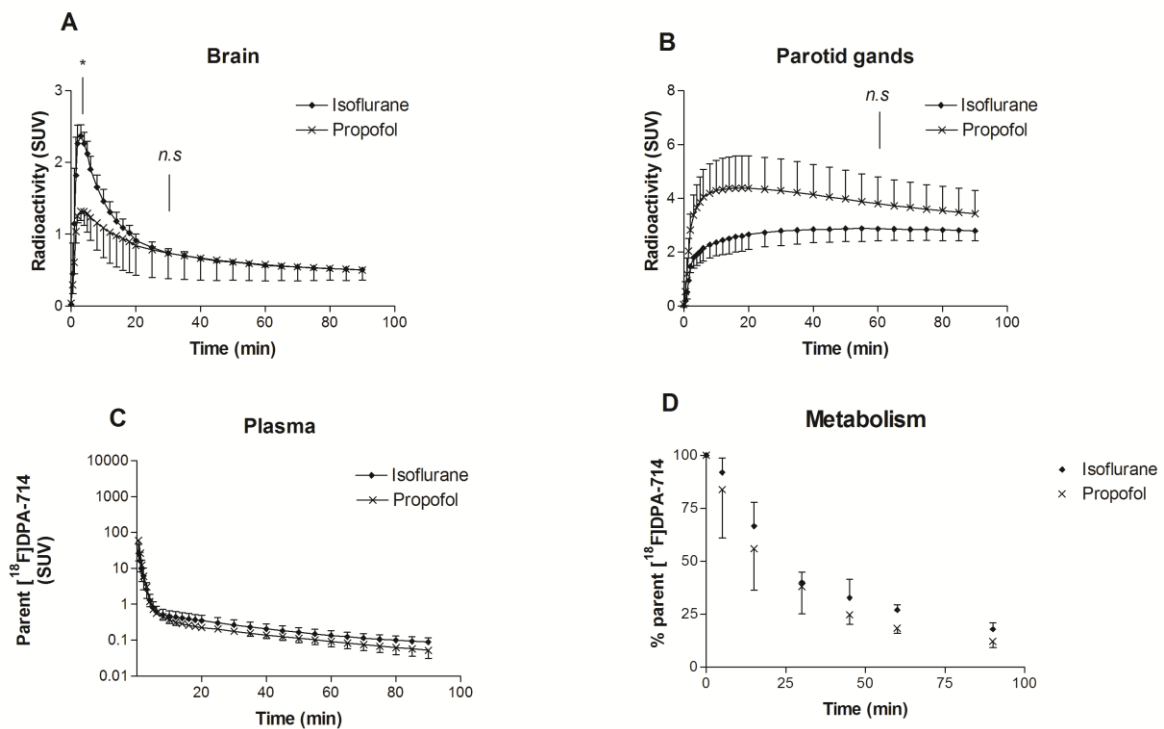 A
Brain
*
n.s
Isoflurane
Propofol
Radioactivity (SUV)
3
2
1
0
0 20 40 60 80 100
Time (min)
B
Parotid gands
n.s
Isoflurane
Propofol
Radioactivity (SUV)
8
6
4
2
0
0 20 40 60 80 100
Time (min)
C
Plasma
Isoflurane
Propofol
Parent [18F]DPA-714
(SUV)
10000
1000
100
10
1
0.1
0.01
20 40 60 80 100
Time (min)
D
Metabolism
Isoflurane
Propofol
% parent [18F]DPA-714
100
75
50
25
0
0 25 50 75 100
Time (min)